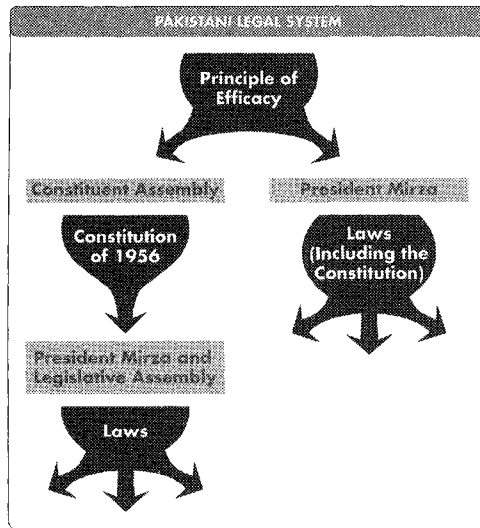 PAKISTANI LEGAL SYSTEM
Principle of
Efficacy
Constituent Assembly
President Mirza
Constitution
of 1956
Laws
(Including the
Constitution)
President Mirza and
Legislative Assembly
Laws